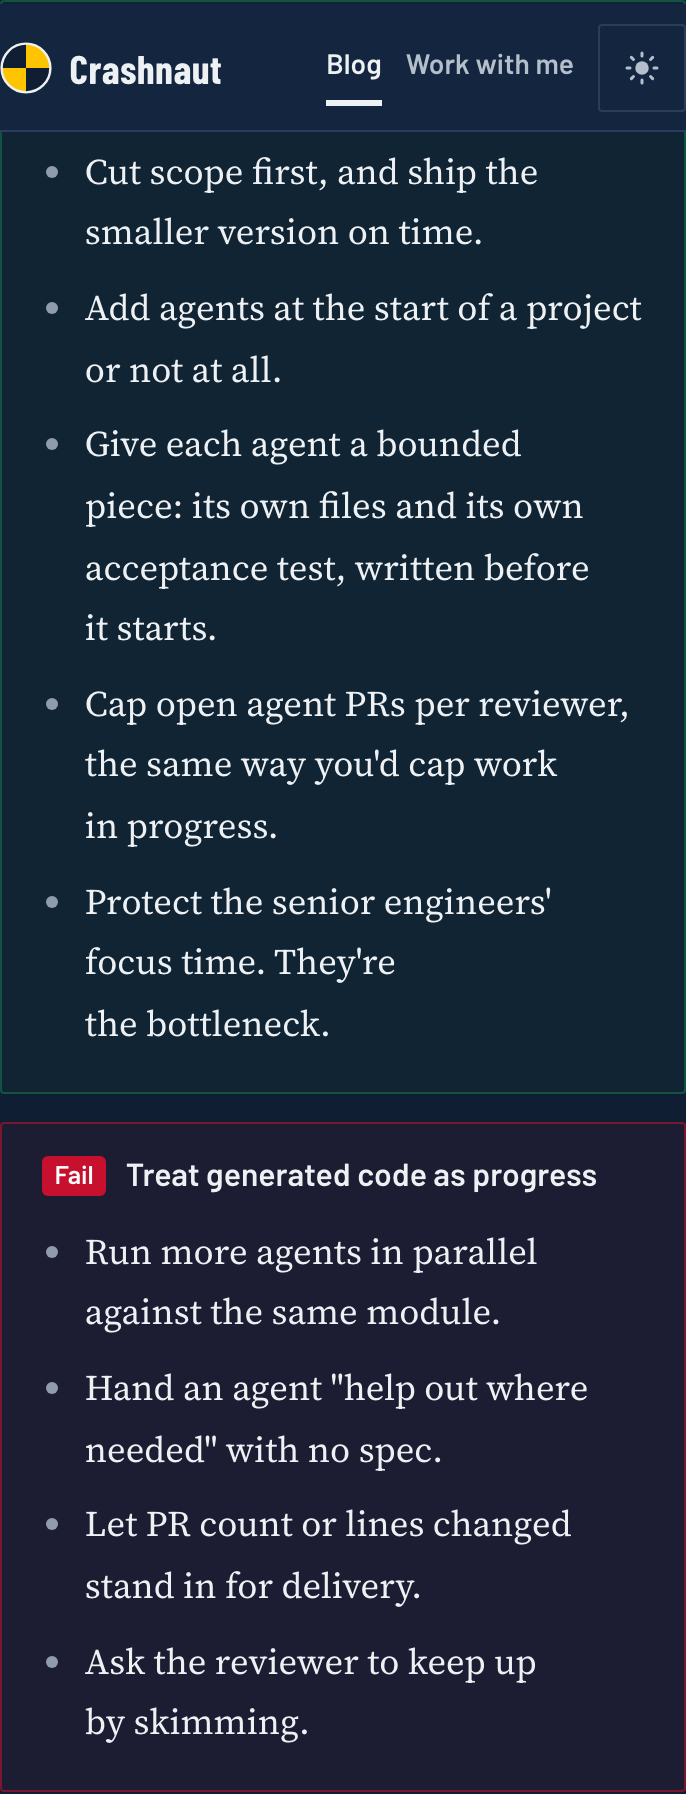 Crashnaut
Blog
Work with me
Cut scope first, and ship the
smaller version on time.
Add agents at the start of a project
or not at all.
Give each agent a bounded
piece: its own files and its own
acceptance test, written before
it starts.
Cap open agent PRs per reviewer,
the same way you'd cap work
in progress.
Protect the senior engineers'
focus time. They're
the bottleneck.
Fail
Treat generated code as progress
Run more agents in parallel
against the same module.
Hand an agent "help out where
needed" with no spec.
Let PR count or lines changed
stand in for delivery.
Ask the reviewer to keep up
by skimming.